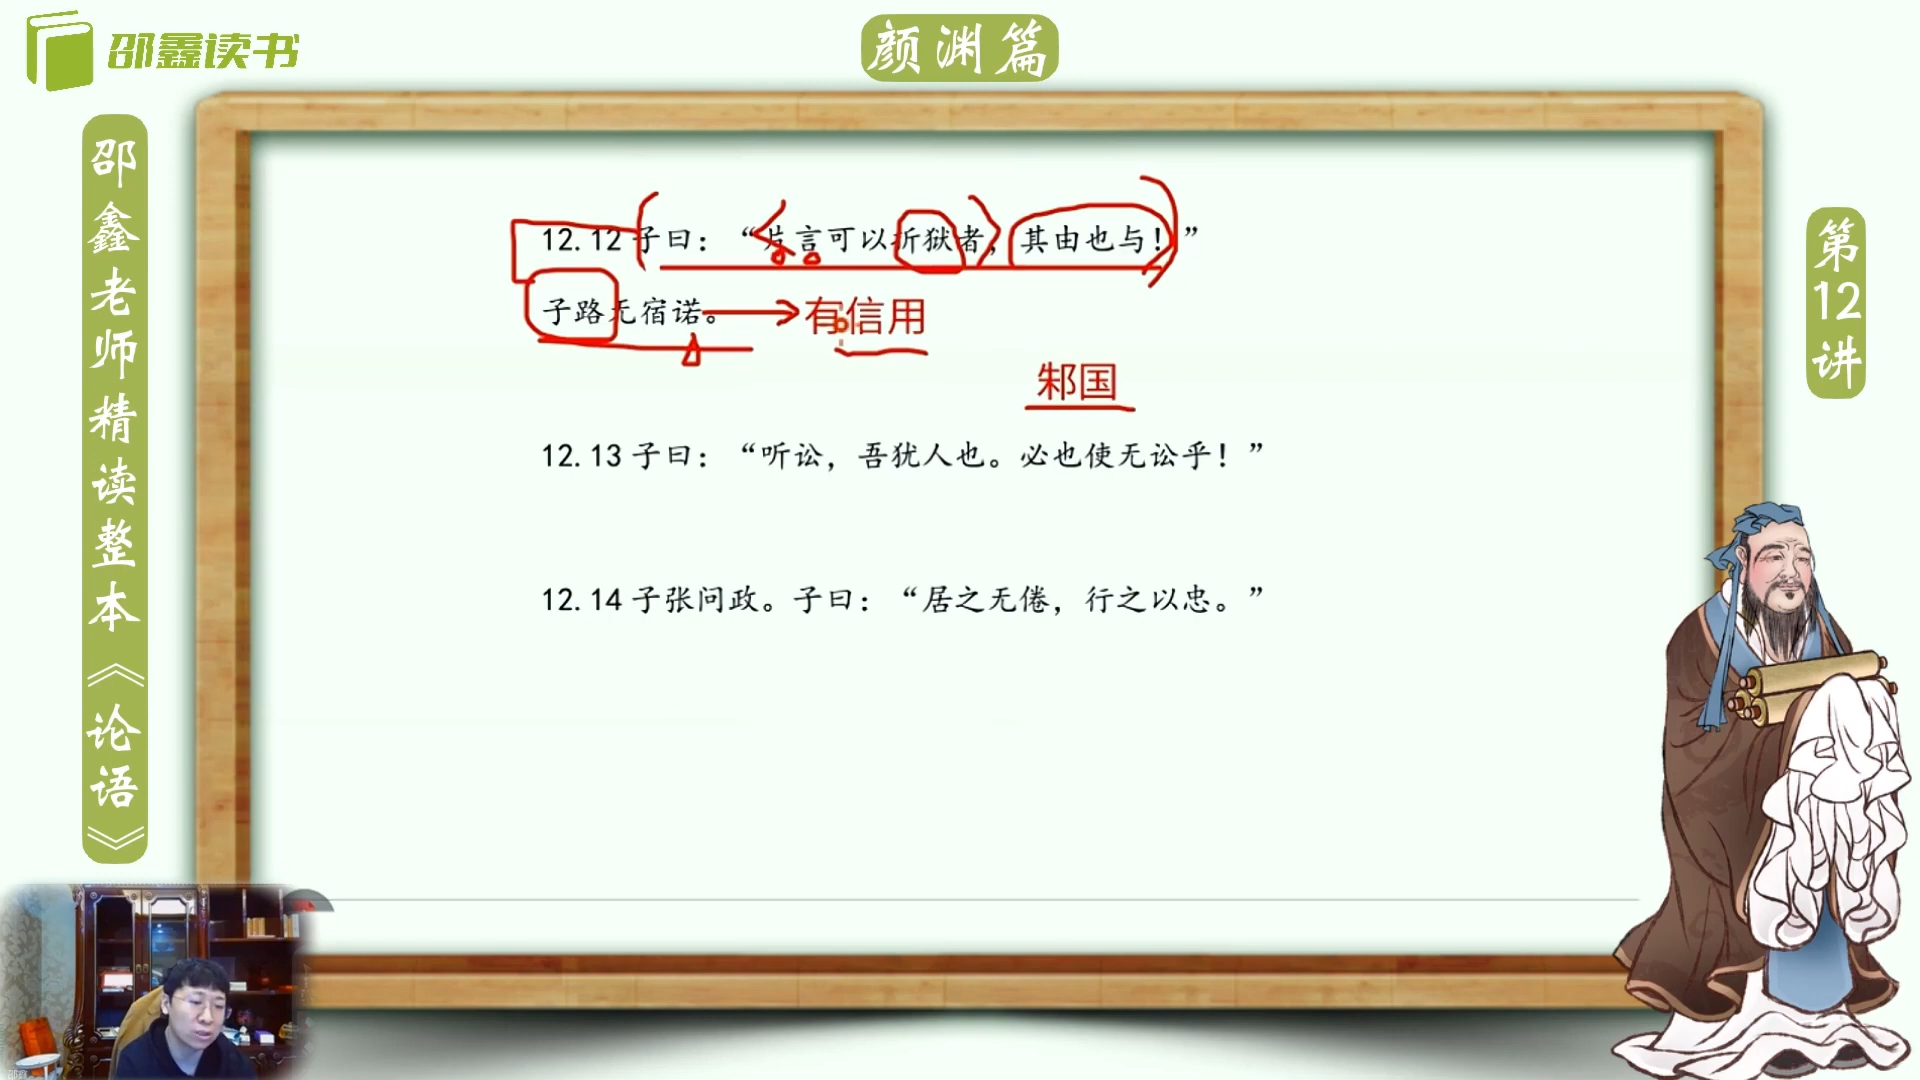 邵鑫读书
颜渊篇
邵鑫老师精读整本《论语》
第12讲
12.12 子曰：“片言可以折狱者，其由也与！”
子路无宿诺。
有信用
邾国
12.13 子曰：“听讼，吾犹人也。必也使无讼乎！”
12.14 子张问政。子曰：“居之无倦，行之以忠。”